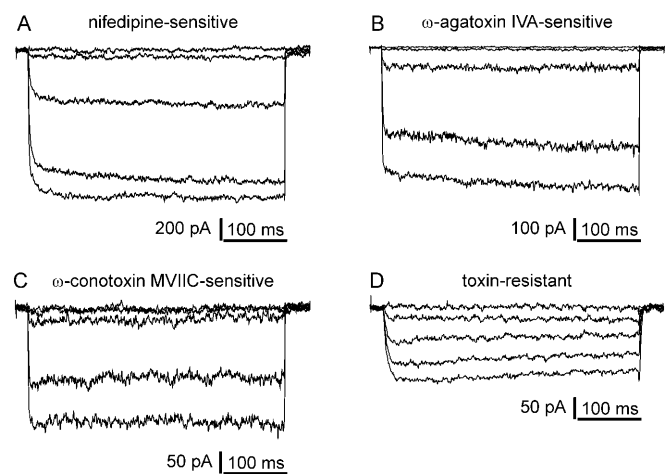 A nifedipine-sensitive
B ω-agatoxin IVA-sensitive
200 pA 100 ms
100 pA 100 ms
C ω-conotoxin MVIIC-sensitive
D toxin-resistant
50 pA 100 ms
50 pA 100 ms